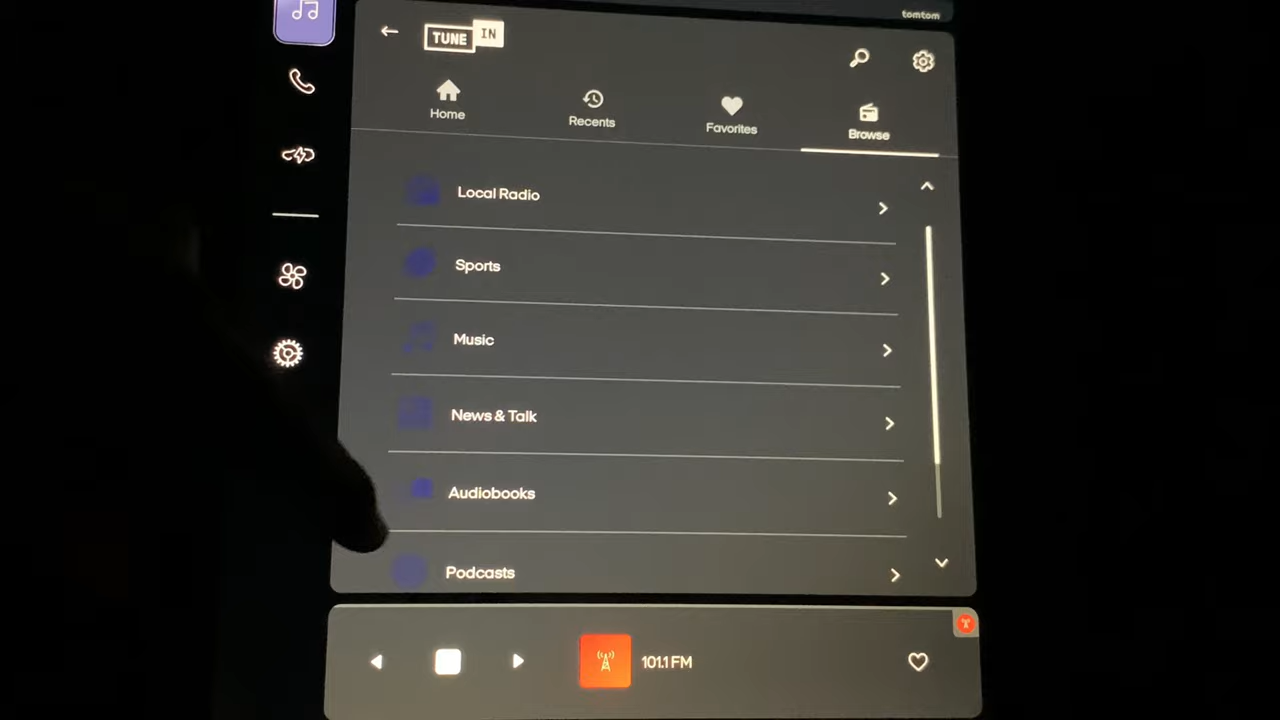 tomtom
TUNE IN
Home
Recents
Favorites
Browse
Local Radio
Sports
Music
News & Talk
Audiobooks
Podcasts
101.1 FM